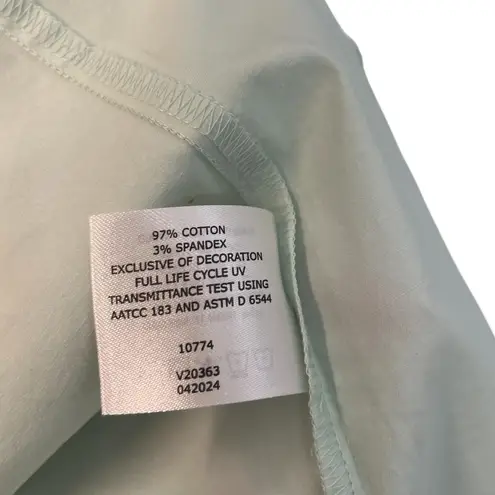 97% COTTON
3% SPANDEX
EXCLUSIVE OF DECORATION
FULL LIFE CYCLE UV
TRANSMITTANCE TEST USING
AATCC 183 AND ASTM D 6544
10774
V20363
042024